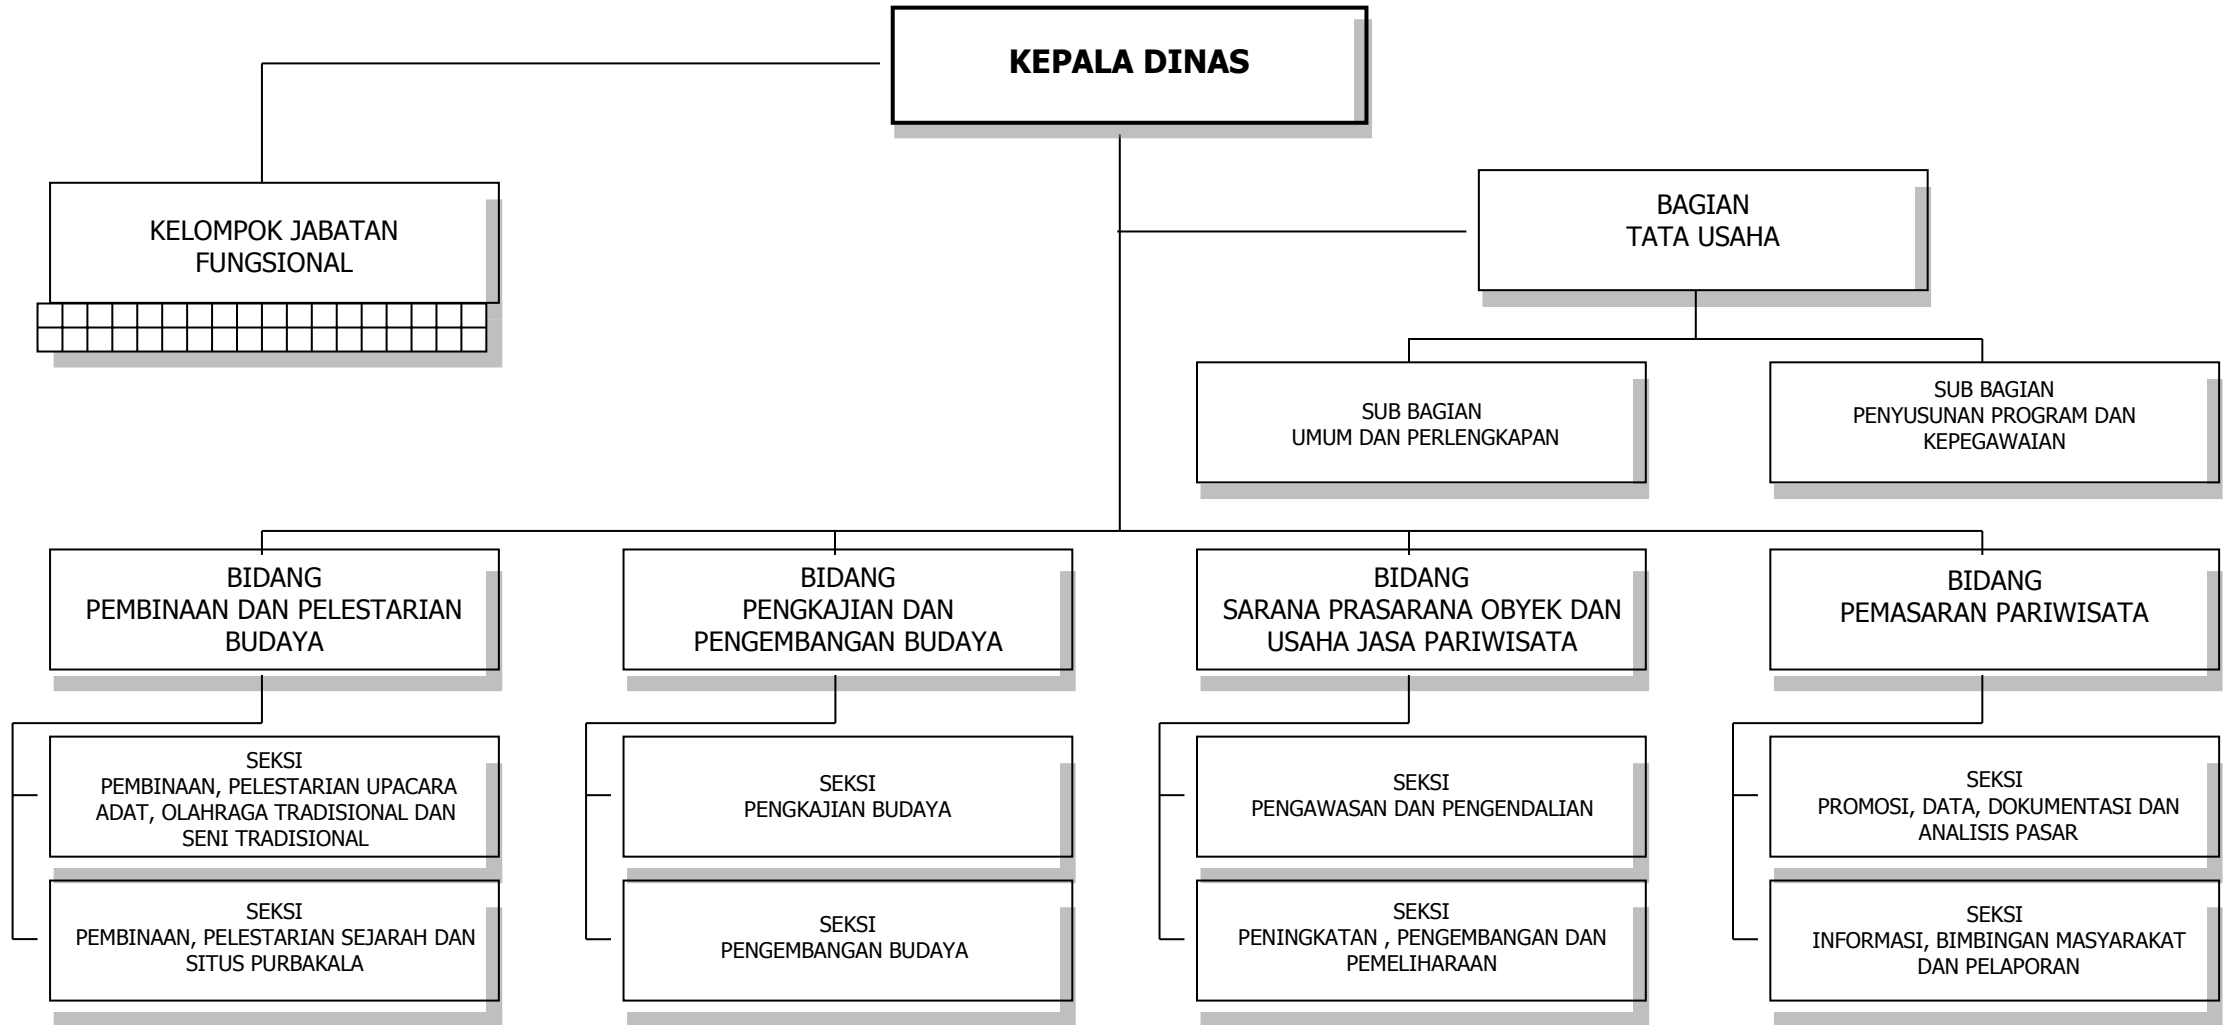 KEPALA DINAS
KELOMPOK JABATAN
FUNGSIONAL
BAGIAN
TATA USAHA
SUB BAGIAN
UMUM DAN PERLENGKAPAN
SUB BAGIAN
PENYUSUNAN PROGRAM DAN
KEPEGAWAIAN
BIDANG
PEMBINAAN DAN PELESTARIAN
BUDAYA
BIDANG
PENGKAJIAN DAN
PENGEMBANGAN BUDAYA
BIDANG
SARANA PRASARANA OBYEK DAN
USAHA JASA PARIWISATA
BIDANG
PEMASARAN PARIWISATA
SEKSI
PEMBINAAN, PELESTARIAN UPACARA
ADAT, OLAHRAGA TRADISIONAL DAN
SENI TRADISIONAL
SEKSI
PENGKAJIAN BUDAYA
SEKSI
PENGAWASAN DAN PENGENDALIAN
SEKSI
PROMOSI, DATA, DOKUMENTASI DAN
ANALISIS PASAR
SEKSI
PEMBINAAN, PELESTARIAN SEJARAH DAN
SITUS PURBAKALA
SEKSI
PENGEMBANGAN BUDAYA
SEKSI
PENINGKATAN , PENGEMBANGAN DAN
PEMELIHARAAN
SEKSI
INFORMASI, BIMBINGAN MASYARAKAT
DAN PELAPORAN